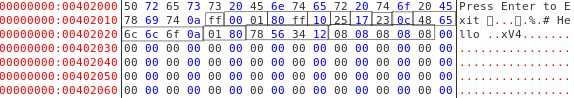 00000000:00402000 50 72 65 73 73 20 45 6e 74 65 72 20 74 6f 20 45 Press Enter to E
00000000:00402010 78 69 74 0a ff 00 01 80 ff 10 25 17 23 0c 48 65 xit ▯...▯.%.# He
00000000:00402020 6c 6c 6f 0a 01 80 78 56 34 12 08 08 08 08 08 00 llo ..xV4.......
00000000:00402030 00 00 00 00 00 00 00 00 00 00 00 00 00 00 00 00 ................
00000000:00402040 00 00 00 00 00 00 00 00 00 00 00 00 00 00 00 00 ................
00000000:00402050 00 00 00 00 00 00 00 00 00 00 00 00 00 00 00 00 ................
00000000:00402060 00 00 00 00 00 00 00 00 00 00 00 00 00 00 00 00 ................